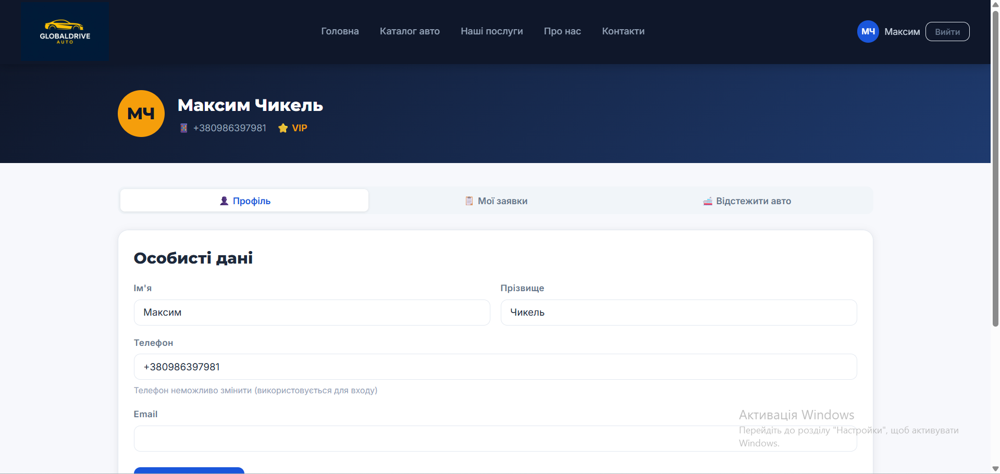 GLOBALDRIVE
AUTO
Головна
Каталог авто
Наші послуги
Про нас
Контакти
МЧ
Максим
Вийти
МЧ
Максим Чикель
+380986397981
VIP
Профіль
Мої заявки
Відстежити авто
Особисті дані
Ім'я
Прізвище
Максим
Чикель
Телефон
+380986397981
Телефон неможливо змінити (використовується для входу)
Email
Активація Windows
Перейдіть до розділу "Настройки", щоб активувати
Windows.